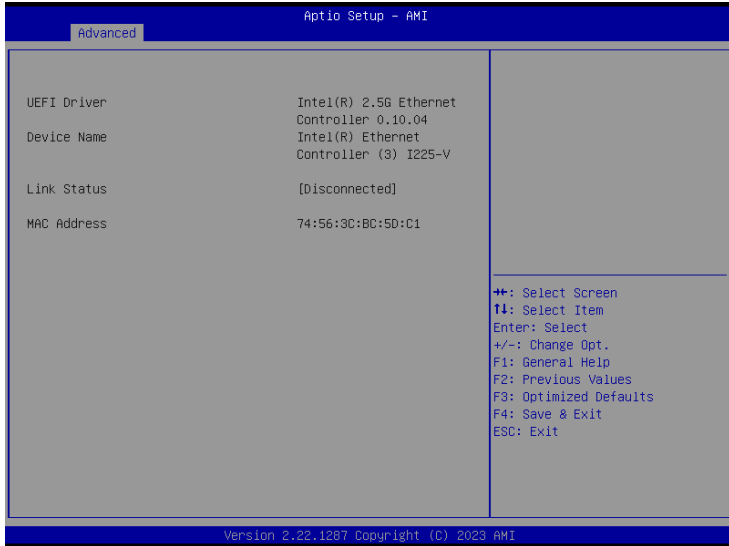 Aptio Setup - AMI
Advanced
UEFI Driver Intel(R) 2.5G Ethernet
Controller 0.10.04
Device Name Intel(R) Ethernet
Controller (3) I225-V
Link Status [Disconnected]
MAC Address 74:56:3C:BC:5D:C1
→←: Select Screen
↑↓: Select Item
Enter: Select
+/-: Change Opt.
F1: General Help
F2: Previous Values
F3: Optimized Defaults
F4: Save & Exit
ESC: Exit
Version 2.22.1287 Copyright (C) 2023 AMI